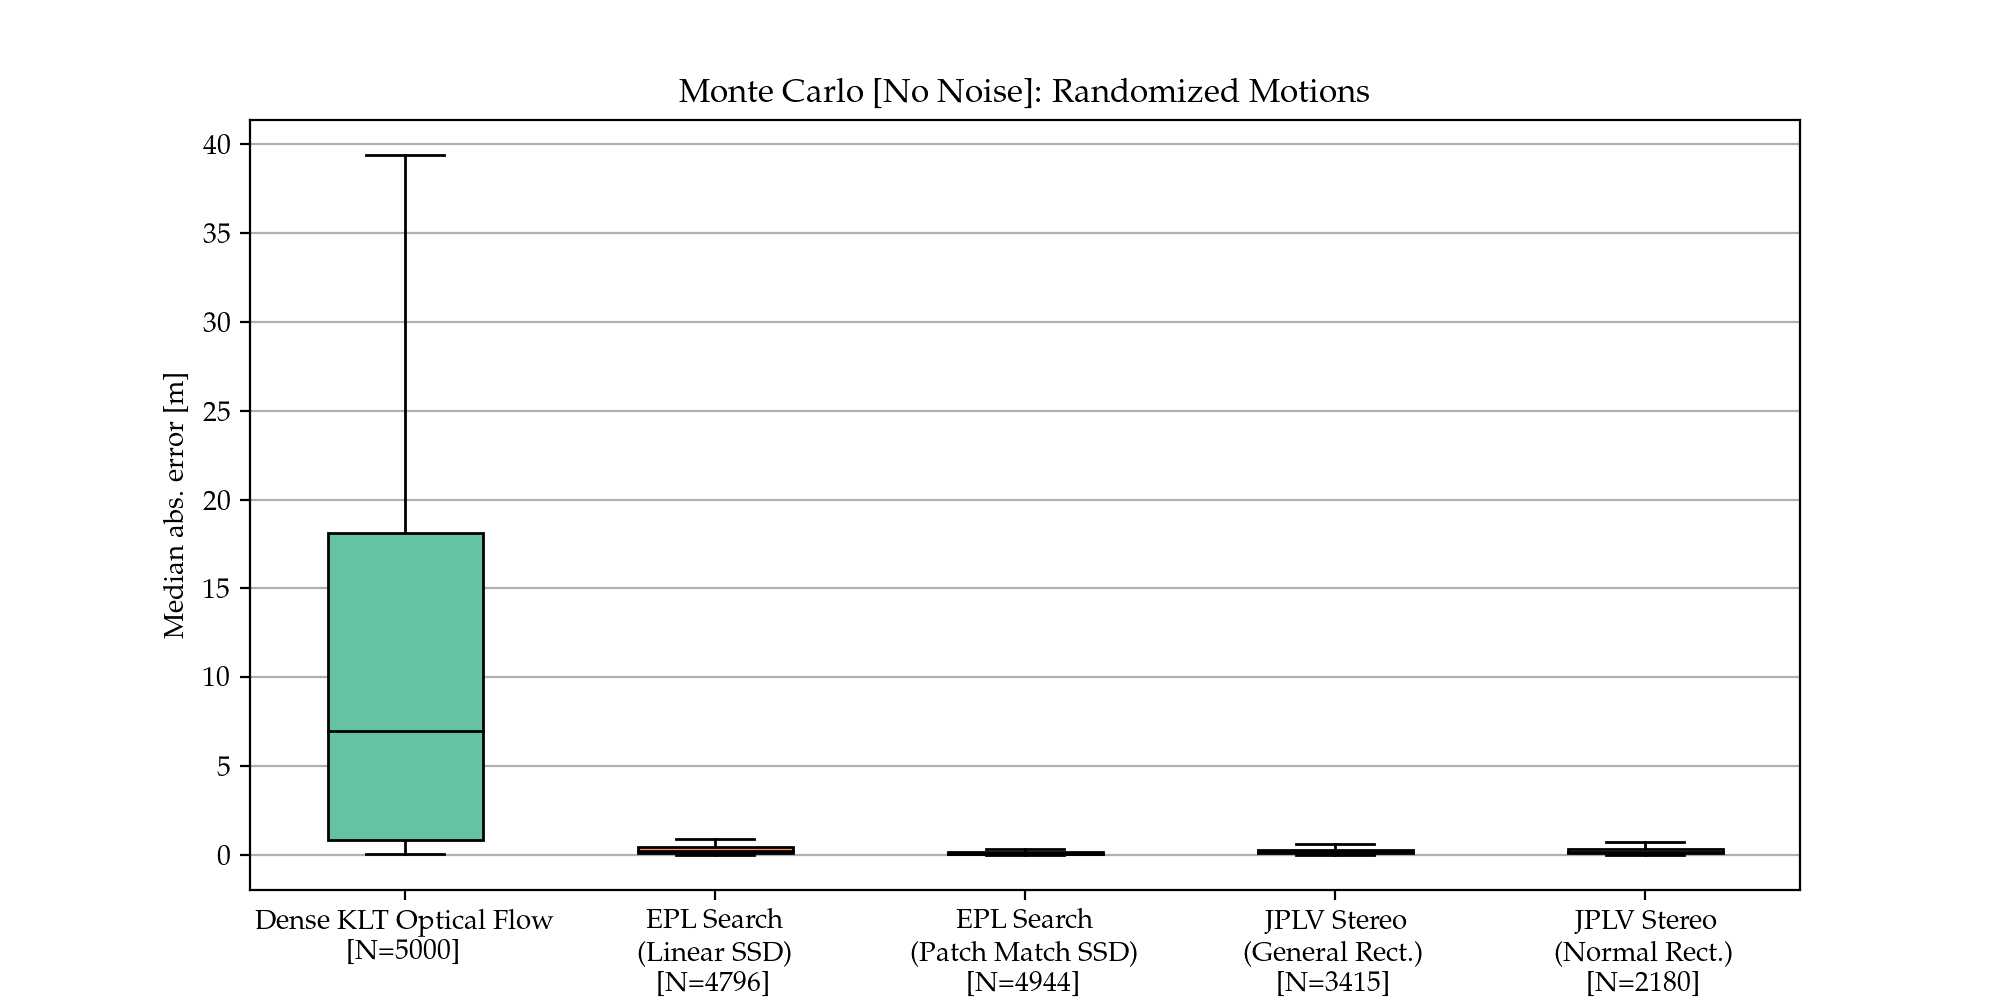 Monte Carlo [No Noise]: Randomized Motions
Median abs. error [m]
40
35
30
25
20
15
10
5
0
Dense KLT Optical Flow
[N=5000]
EPL Search
(Linear SSD)
[N=4796]
EPL Search
(Patch Match SSD)
[N=4944]
JPLV Stereo
(General Rect.)
[N=3415]
JPLV Stereo
(Normal Rect.)
[N=2180]